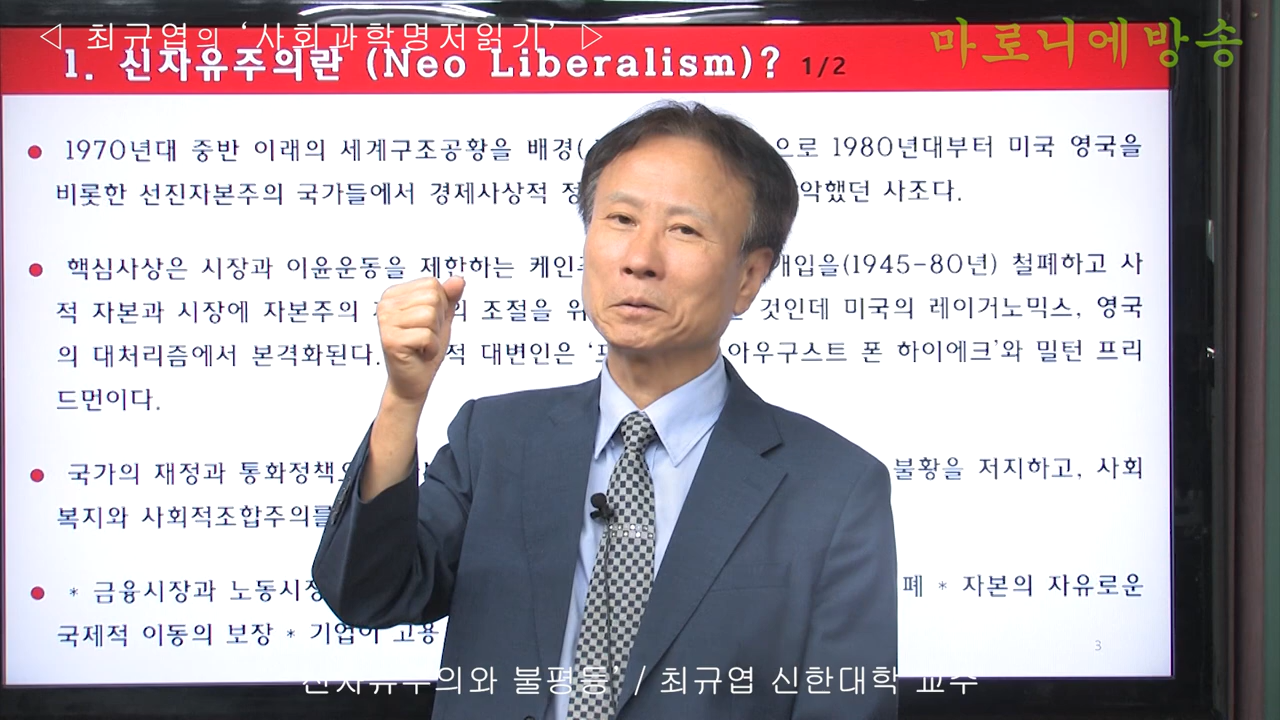 ◁ 최규엽의 '사회과학명저읽기' ▷
마로니에방송
1. 신자유주의란 (Neo Liberalism)? 1/2
1970년대 중반 이래의 세계구조공황을 배경( 으로 1980년대부터 미국 영국을
비롯한 선진자본주의 국가들에서 경제사상적 악했던 사조다.
핵심사상은 시장과 이윤운동을 제한하는 개입을(1945-80년) 철폐하고 사
적 자본과 시장에 자본주의 의 조절을 것인데 미국의 레이거노믹스, 영국
의 대처리즘에서 본격화된다. 적 대변인은 아우구스트 폰 하이에크'와 밀턴 프리
드먼이다.
국가의 재정과 통화정책 불황을 저지하고, 사회
복지와 사회적조합주의를
* 금융시장과 노동시장 폐 * 자본의 자유로운
국제적 이동의 보장 * 기업이 고용
3
신자유주의와 불평등' / 최규엽 신한대학 교수